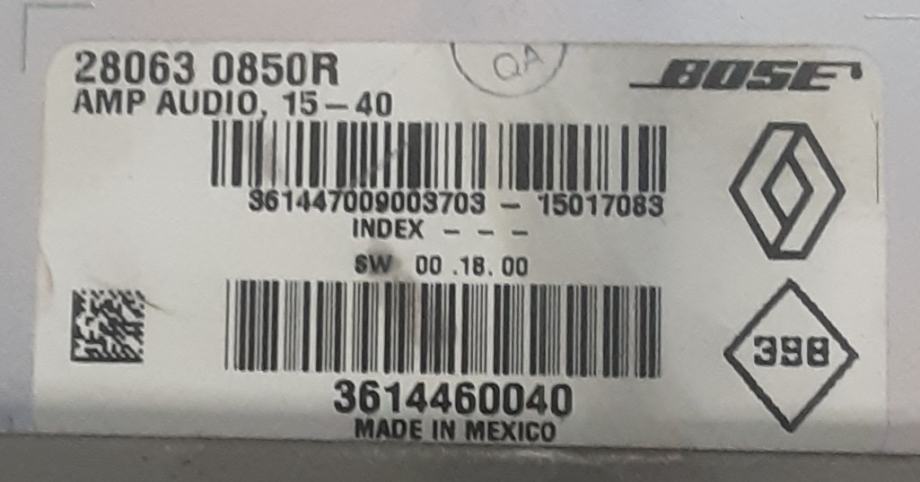 28063 0850R
QA
BOSE
AMP AUDIO, 15-40
361447009003703 - 15017083
INDEX - - -
SW 00 .18. 00
398
3614460040
MADE IN MEXICO